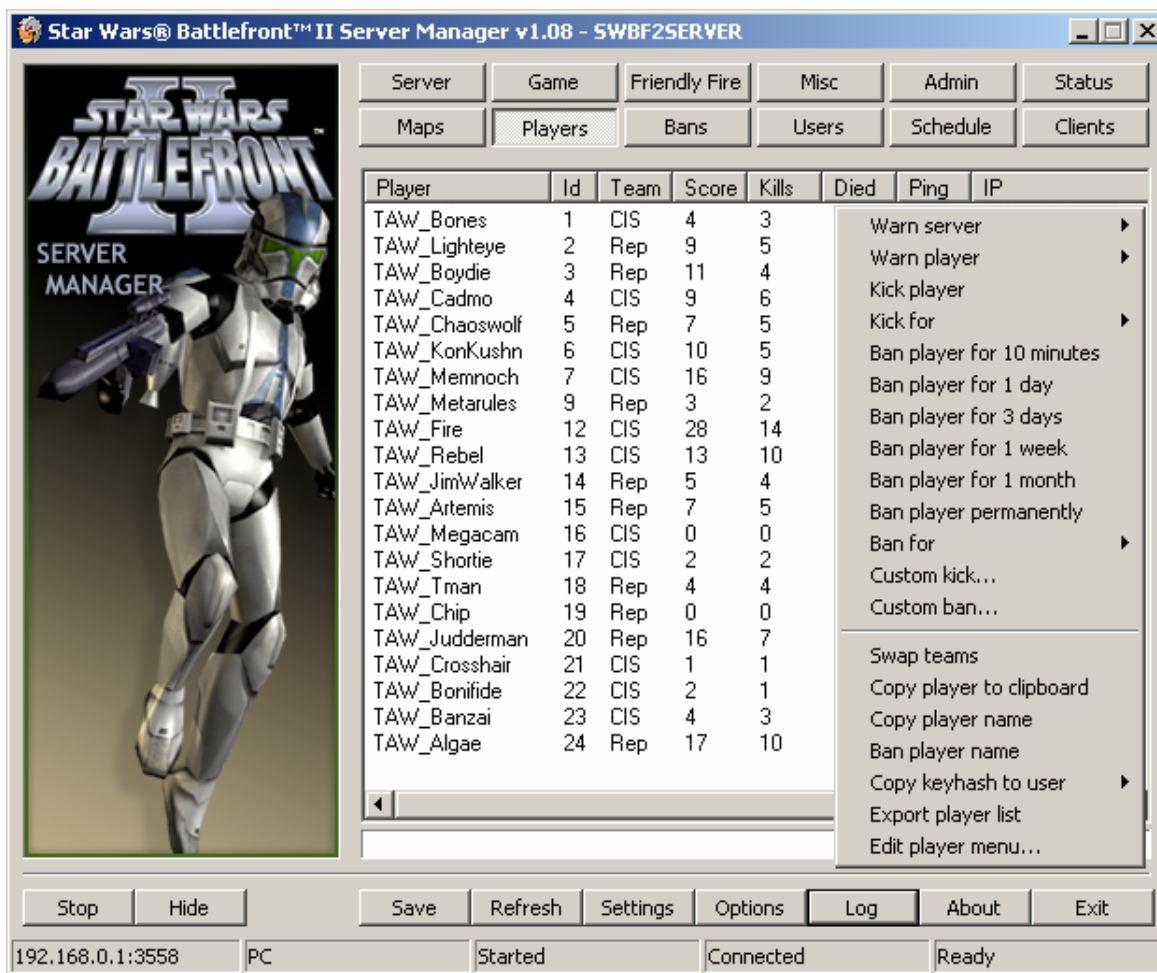 Star Wars® Battlefront™ II Server Manager v1.08 - SWBF2SERVER
STAR WARS
BATTLEFRONT™
II
SERVER
MANAGER
Server Game Friendly Fire Misc Admin Status
Maps Players Bans Users Schedule Clients
Player Id Team Score Kills Died Ping IP
TAW_Bones 1 CIS 4 3
TAW_Lighteye 2 Rep 9 5
TAW_Boydie 3 Rep 11 4
TAW_Cadmo 4 CIS 9 6
TAW_Chaoswolf 5 Rep 7 5
TAW_KonKushn 6 CIS 10 5
TAW_Memnoch 7 CIS 16 9
TAW_Metarules 9 Rep 3 2
TAW_Fire 12 CIS 28 14
TAW_Rebel 13 CIS 13 10
TAW_JimWalker 14 Rep 5 4
TAW_Artemis 15 Rep 7 5
TAW_Megacam 16 CIS 0 0
TAW_Shortie 17 CIS 2 2
TAW_Tman 18 Rep 4 4
TAW_Chip 19 Rep 0 0
TAW_Judderman 20 Rep 16 7
TAW_Crosshair 21 CIS 1 1
TAW_Bonifide 22 CIS 2 1
TAW_Banzai 23 CIS 4 3
TAW_Algae 24 Rep 17 10
Warn server
Warn player
Kick player
Kick for
Ban player for 10 minutes
Ban player for 1 day
Ban player for 3 days
Ban player for 1 week
Ban player for 1 month
Ban player permanently
Ban for
Custom kick...
Custom ban...
Swap teams
Copy player to clipboard
Copy player name
Ban player name
Copy keyhash to user
Export player list
Edit player menu...
Stop Hide Save Refresh Settings Options Log About Exit
192.168.0.1:3558 PC Started Connected Ready